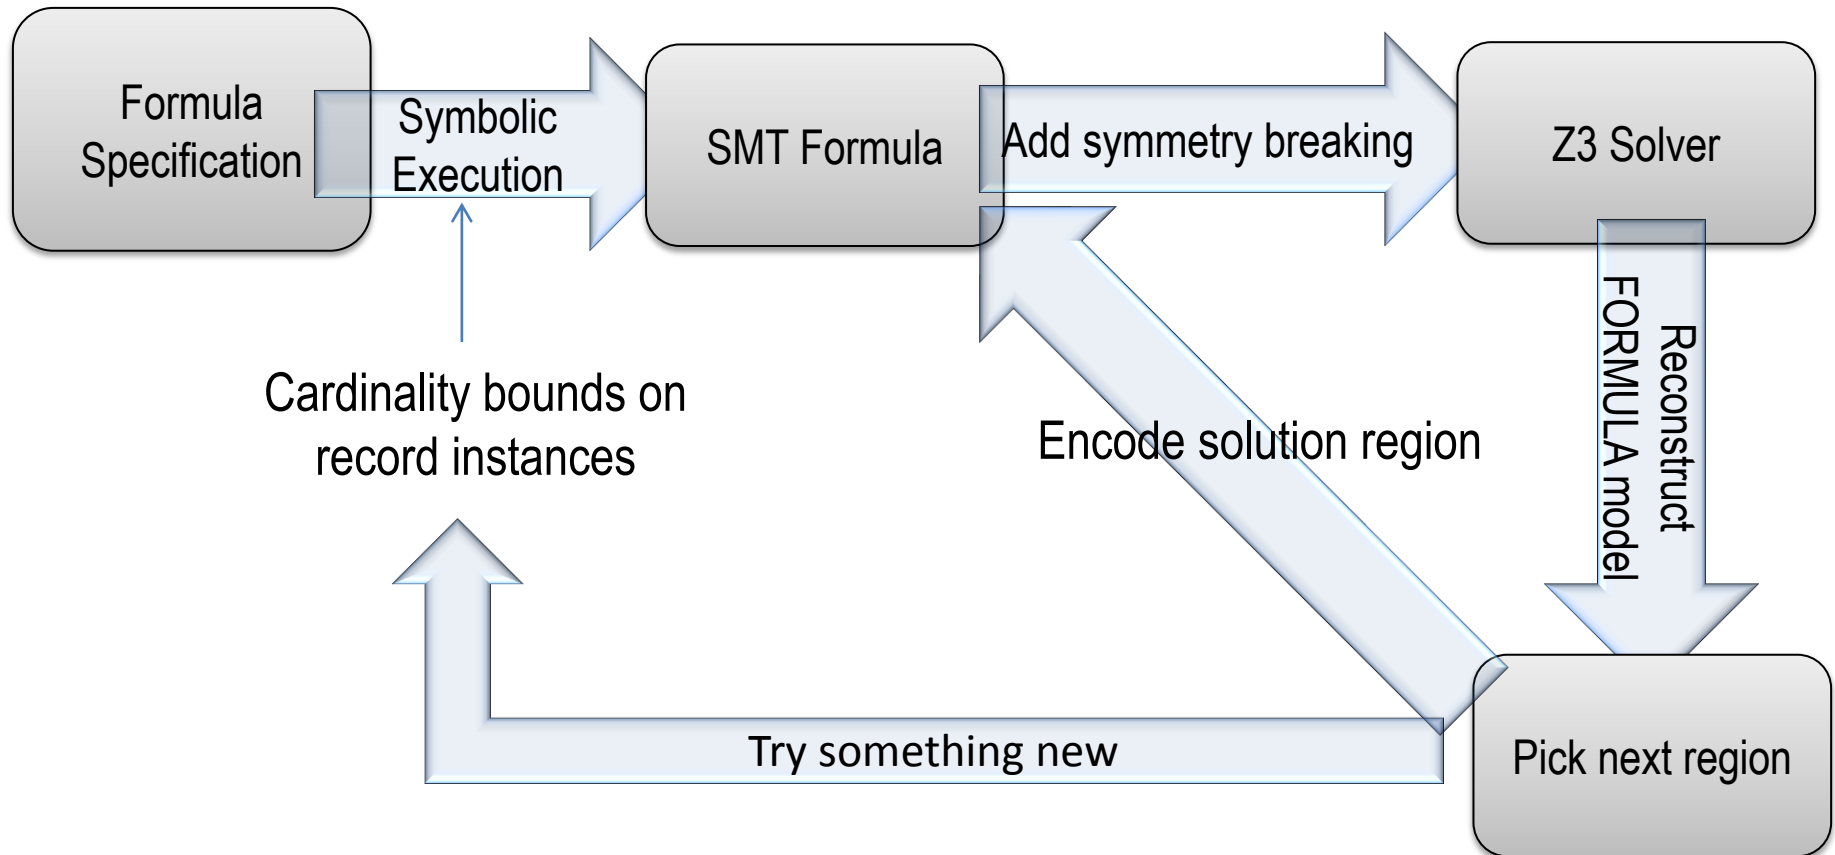 Formula
Specification
Symbolic
Execution
SMT Formula
Add symmetry breaking
Z3 Solver
Reconstruct
FORMULA model
Cardinality bounds on
record instances
Encode solution region
Try something new
Pick next region